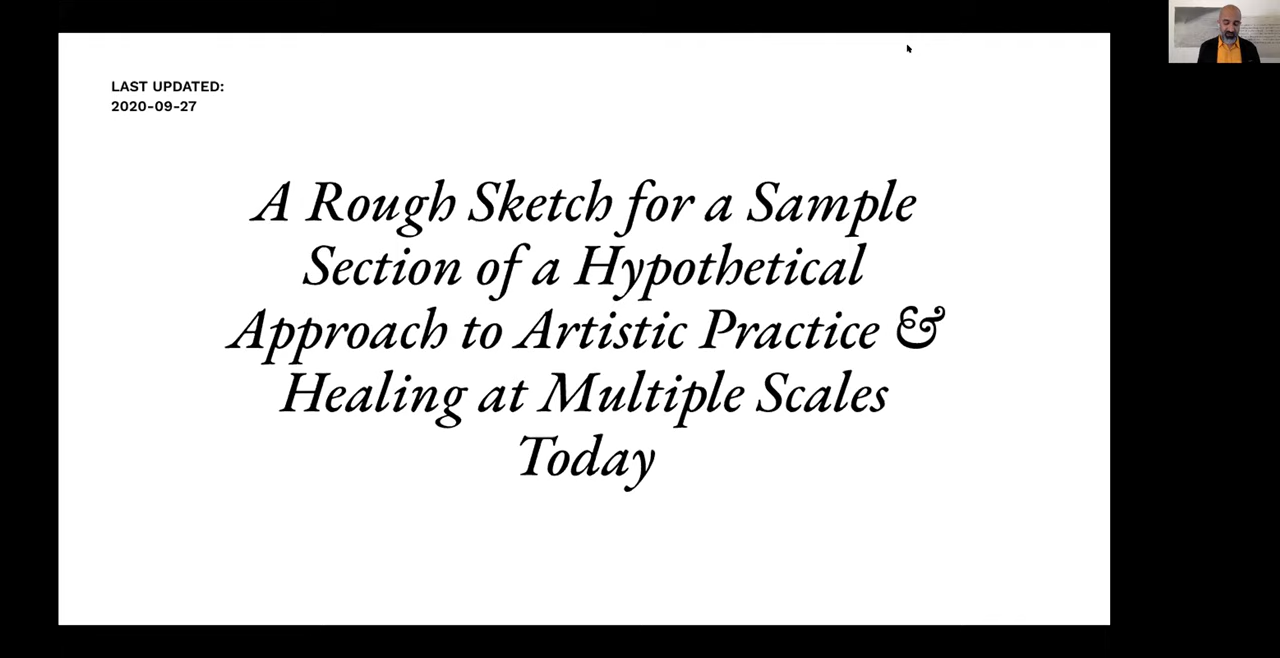 LAST UPDATED:
2020-09-27
A Rough Sketch for a Sample
Section of a Hypothetical
Approach to Artistic Practice &
Healing at Multiple Scales
Today